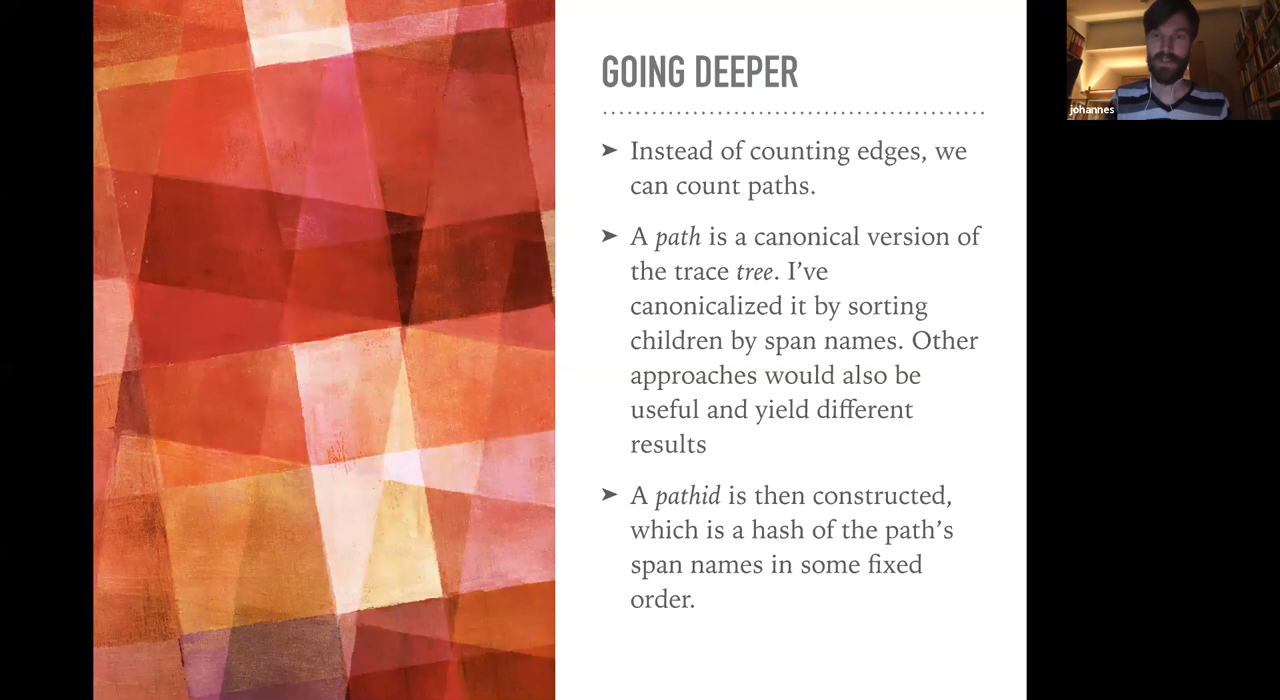 GOING DEEPER
➤ Instead of counting edges, we
can count paths.
➤ A path is a canonical version of
the trace tree. I’ve
canonicalized it by sorting
children by span names. Other
approaches would also be
useful and yield different
results
➤ A pathid is then constructed,
which is a hash of the path’s
span names in some fixed
order.
johannes